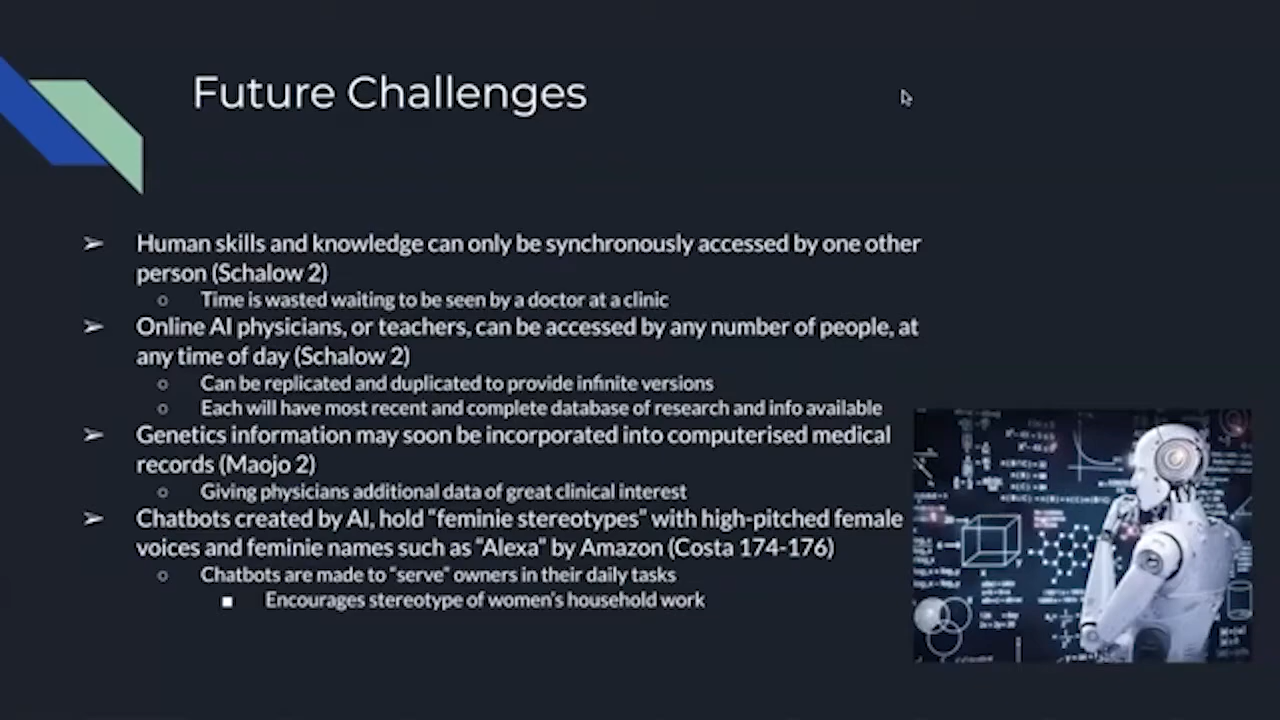 Future Challenges
➢ Human skills and knowledge can only be synchronously accessed by one other
person (Schalow 2)
○ Time is wasted waiting to be seen by a doctor at a clinic
➢ Online AI physicians, or teachers, can be accessed by any number of people, at
any time of day (Schalow 2)
○ Can be replicated and duplicated to provide infinite versions
○ Each will have most recent and complete database of research and info available
➢ Genetics information may soon be incorporated into computerised medical
records (Maojo 2)
○ Giving physicians additional data of great clinical interest
➢ Chatbots created by AI, hold “feminie stereotypes” with high-pitched female
voices and feminie names such as “Alexa” by Amazon (Costa 174-176)
○ Chatbots are made to “serve” owners in their daily tasks
■ Encourages stereotype of women’s household work